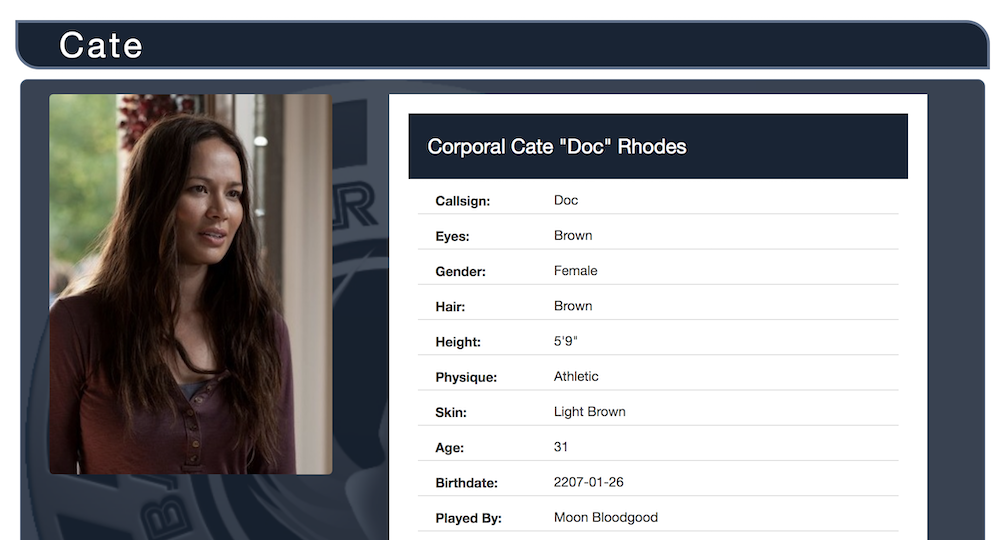 Cate
Corporal Cate "Doc" Rhodes
Callsign: Doc
Eyes: Brown
Gender: Female
Hair: Brown
Height: 5'9"
Physique: Athletic
Skin: Light Brown
Age: 31
Birthdate: 2207-01-26
Played By: Moon Bloodgood